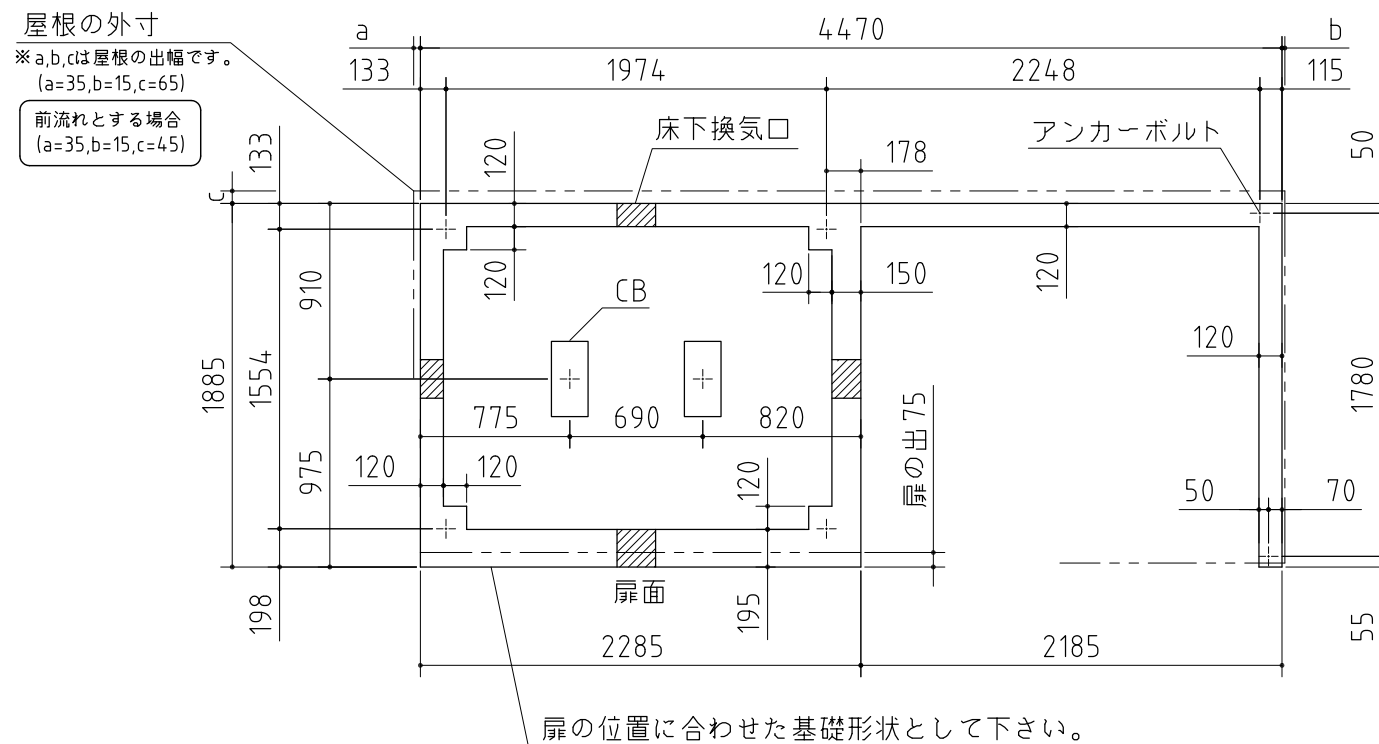 屋根の外寸
※a,b,cは屋根の出幅です。
(a=35,b=15,c=65)
前流れとする場合
(a=35,b=15,c=45)
a
4470
b
133
1974
2248
115
床下換気口
アンカーボルト
178
133
120
50
c
910
120
120
150
120
CB
1885
1554
120
1780
775
690
820
扉の出 75
975
120
120
120
50
70
扉面
198
195
55
2285
2185
扉の位置に合わせた基礎形状として下さい。